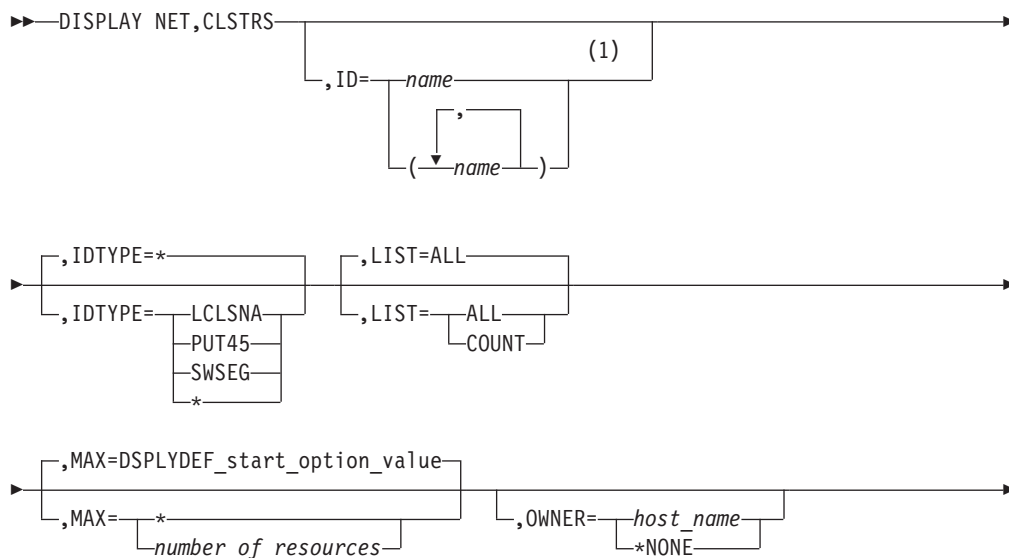 DISPLAY NET,CLSTRS
(1)
,ID= name
,
( name )
,IDTYPE=* ,LIST=ALL
,IDTYPE= LCLSNA ,LIST= ALL
PUT45 COUNT
SWSEG
*
,MAX=DSPLYDEF_start_option_value
,MAX= * ,OWNER= host_name
number of resources *NONE